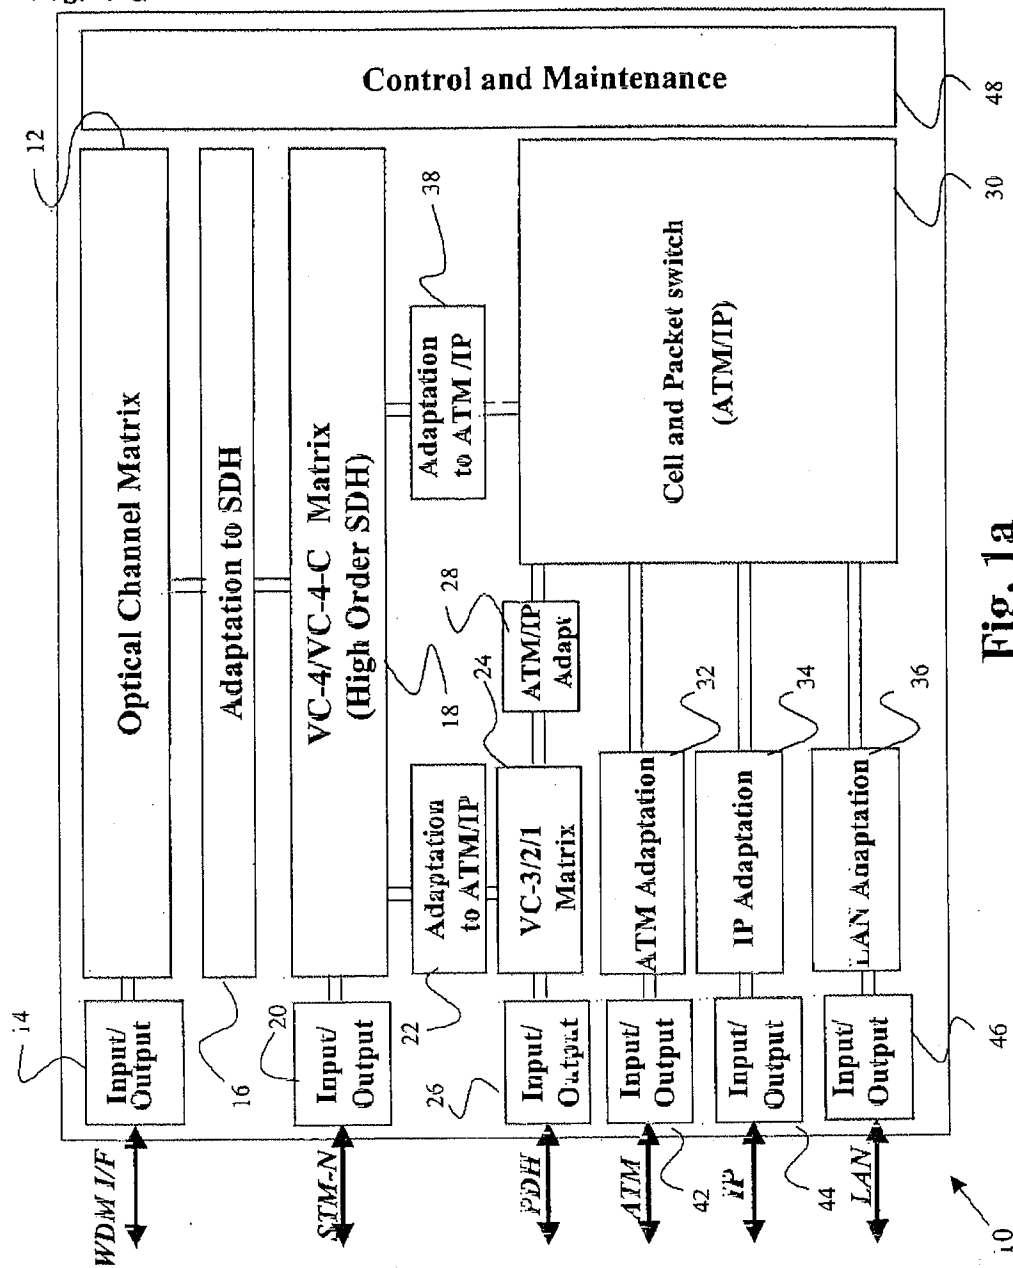 Control and Maintenance
48
12
Optical Channel Matrix
Adaptation to SDH
VC-4/VC-4-C Matrix
(High Order SDH)
18
38
Adaptation
to ATM /IP
30
Cell and Packet switch
(ATM/IP)
28
ATM/IP
Adapt
24
Adaptation
to ATM/IP
22
VC-3/2/1
Matrix
32
ATM Adaptation
34
IP Adaptation
36
LAN Adaptation
14
Input/
Output
16
20
Input/
Output
26
Input/
Output
Input/
Output
Input/
Output
Input/
Output
46
WDM I/F
STM-N
PDH
ATM
42
IP
44
LAN
10
Fig. 1a